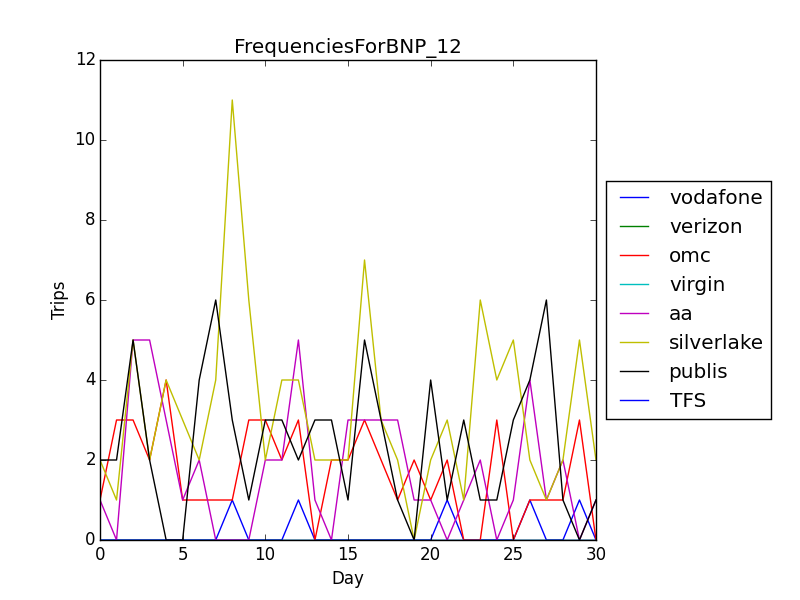 FrequenciesForBNP_12
12
10
8
6
4
2
0
Trips
0 5 10 15 20 25 30
Day
vodafone
verizon
omc
virgin
aa
silverlake
publis
TFS